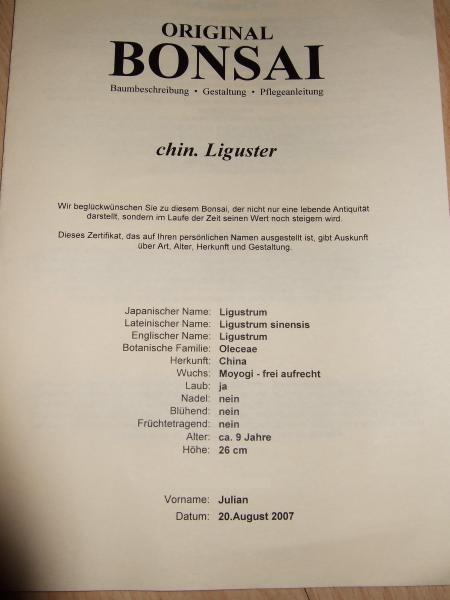 ORIGINAL
BONSAI
Baumbeschreibung • Gestaltung • Pflegeanleitung
chin. Liguster
Wir beglückwünschen Sie zu diesem Bonsai, der nicht nur eine lebende Antiquität
darstellt, sondern im Laufe der Zeit seinen Wert noch steigern wird.
Dieses Zertifikat, das auf Ihren persönlichen Namen ausgestellt ist, gibt Auskunft
über Art, Alter, Herkunft und Gestaltung.
Japanischer Name: Ligustrum
Lateinischer Name: Ligustrum sinensis
Englischer Name: Ligustrum
Botanische Familie: Oleceae
Herkunft: China
Wuchs: Moyogi - frei aufrecht
Laub: ja
Nadel: nein
Blühend: nein
Früchtetragend: nein
Alter: ca. 9 Jahre
Höhe: 26 cm
Vorname: Julian
Datum: 20.August 2007